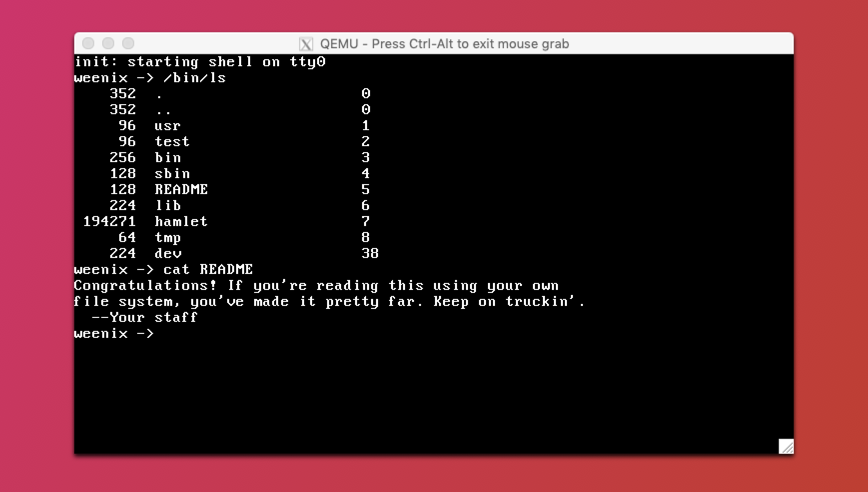 QEMU - Press Ctrl-Alt to exit mouse grab
init: starting shell on tty0
weenix -> /bin/ls
352 . 0
352 .. 0
96 usr 1
96 test 2
256 bin 3
128 sbin 4
128 README 5
224 lib 6
194271 hamlet 7
64 tmp 8
224 dev 38
weenix -> cat README
Congratulations! If you're reading this using your own
file system, you've made it pretty far. Keep on truckin'.
--Your staff
weenix ->